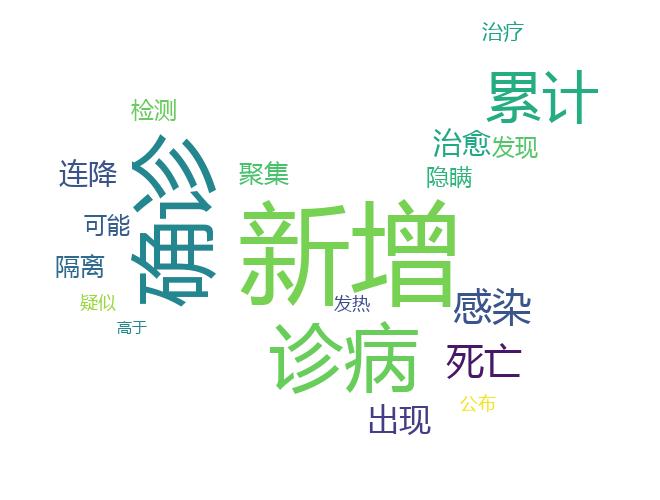 治疗
累计
检测
治愈
发现
连降
聚集
隐瞒
确诊
可能
新增
隔离
疑似
发热
感染
高于
诊病
死亡
公布
出现